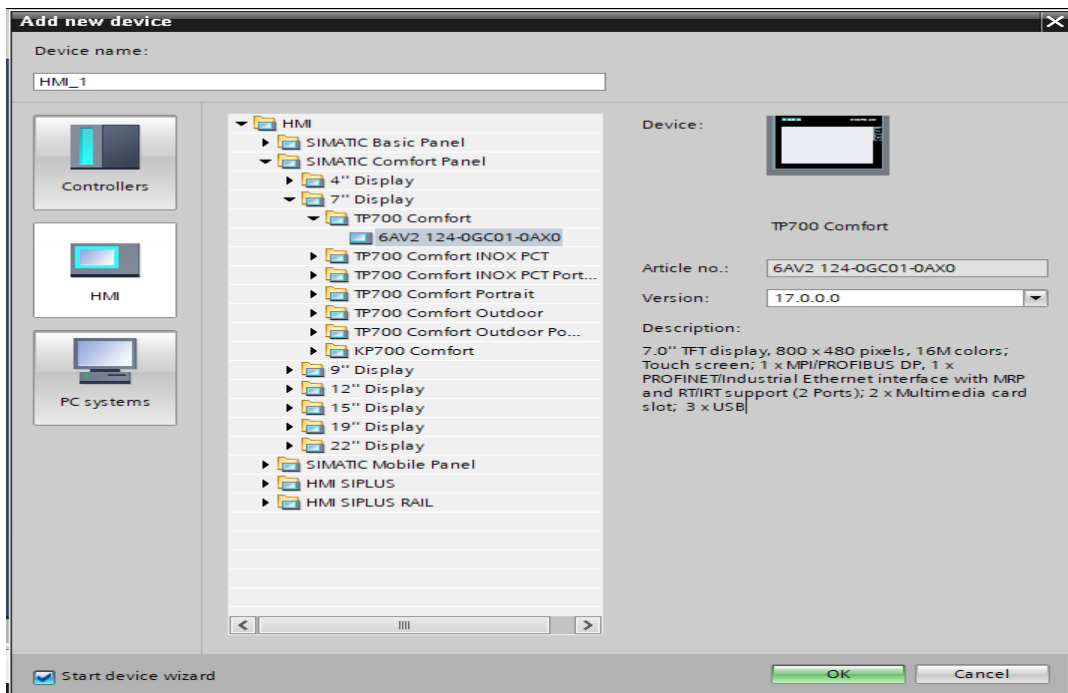 Add new device
Device name:
HMI_1
Controllers
HMI
PC systems
HMI
SIMATIC Basic Panel
SIMATIC Comfort Panel
4'' Display
7'' Display
TP700 Comfort
6AV2 124-0GC01-0AX0
TP700 Comfort INOX PCT
TP700 Comfort INOX PCT Port...
TP700 Comfort Portrait
TP700 Comfort Outdoor
TP700 Comfort Outdoor Po...
KP700 Comfort
9'' Display
12'' Display
15'' Display
19'' Display
22'' Display
SIMATIC Mobile Panel
HMI SIPLUS
HMI SIPLUS RAIL
Device:
TP700 Comfort
Article no.: 6AV2 124-0GC01-0AX0
Version: 17.0.0.0
Description:
7.0'' TFT display, 800 x 480 pixels, 16M colors;
Touch screen; 1 x MPI/PROFIBUS DP, 1 x
PROFINET/Industrial Ethernet interface with MRP
and RT/IRT support (2 Ports); 2 x Multimedia card
slot; 3 x USB
Start device wizard
OK Cancel